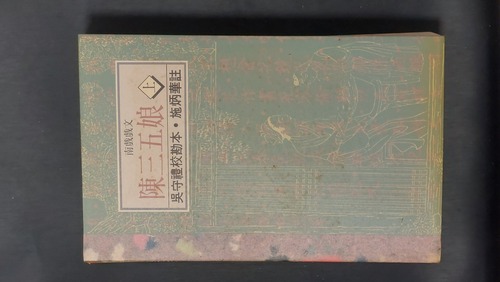 南戲戲文
陳三五娘 上
吳守禮校勘本・施炳華註